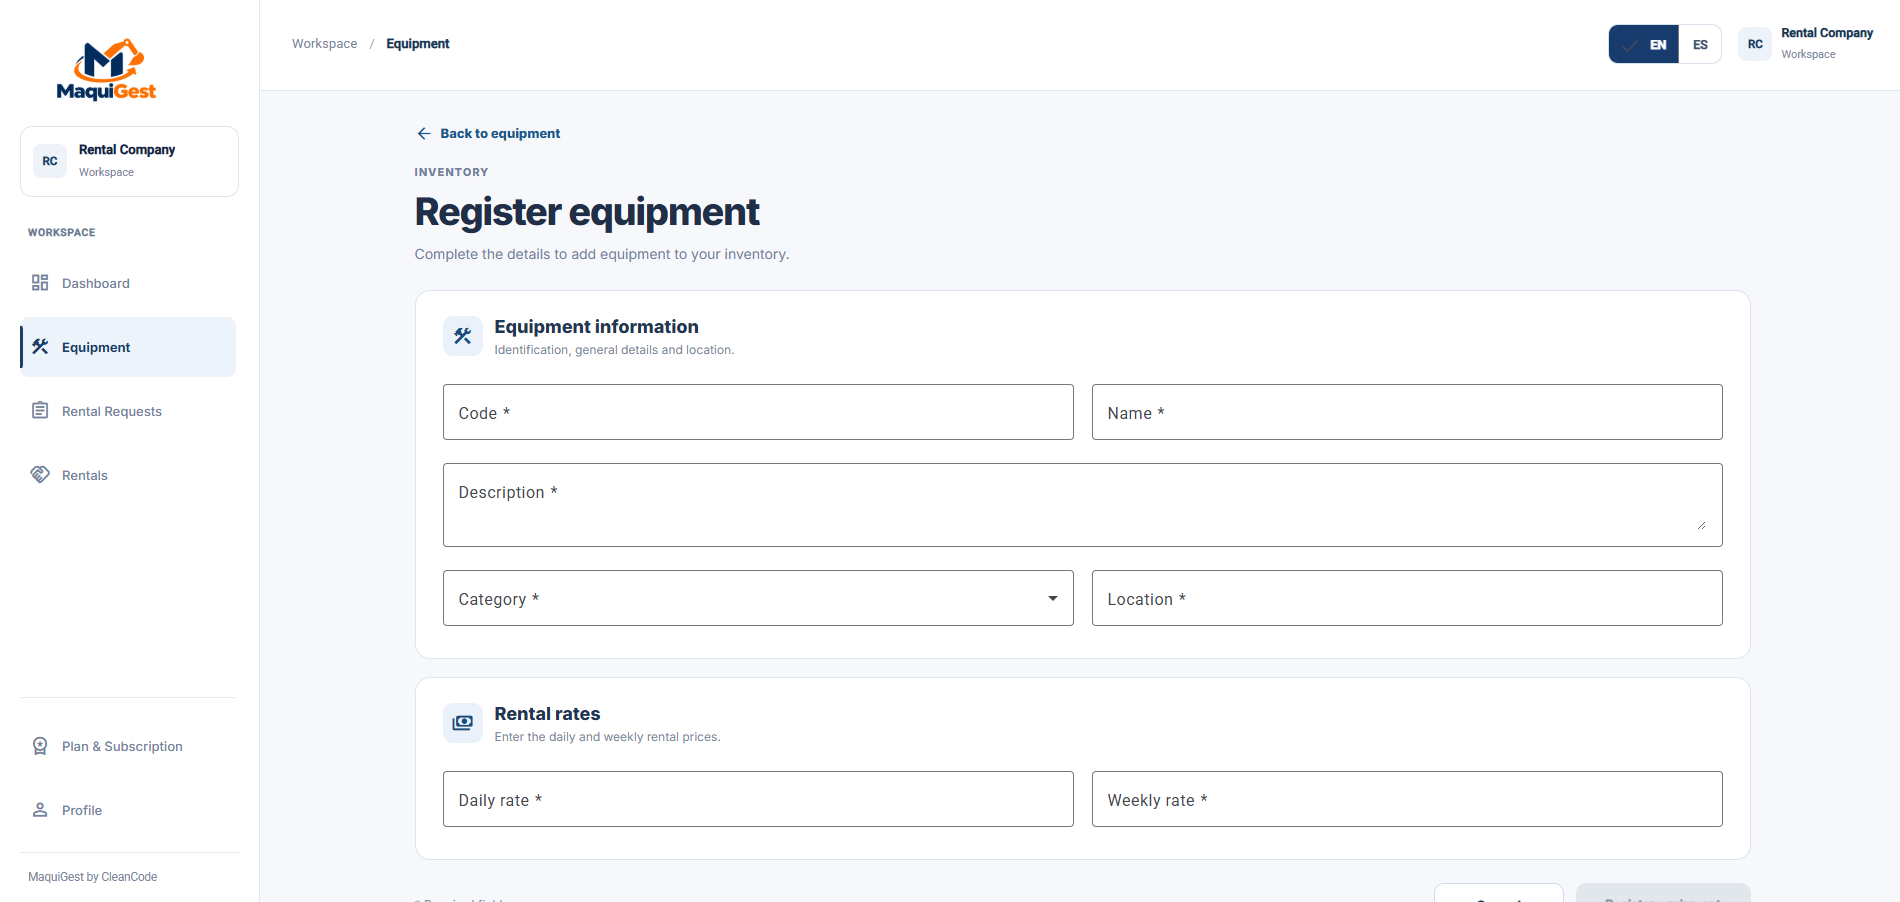 MaquiGest
RC
Rental Company
Workspace
WORKSPACE
Dashboard
Equipment
Rental Requests
Rentals
Plan & Subscription
Profile
MaquiGest by CleanCode
Workspace / Equipment
EN
ES
RC
Rental Company
Workspace
Back to equipment
INVENTORY
Register equipment
Complete the details to add equipment to your inventory.
Equipment information
Identification, general details and location.
Code *
Name *
Description *
Category *
Location *
Rental rates
Enter the daily and weekly rental prices.
Daily rate *
Weekly rate *